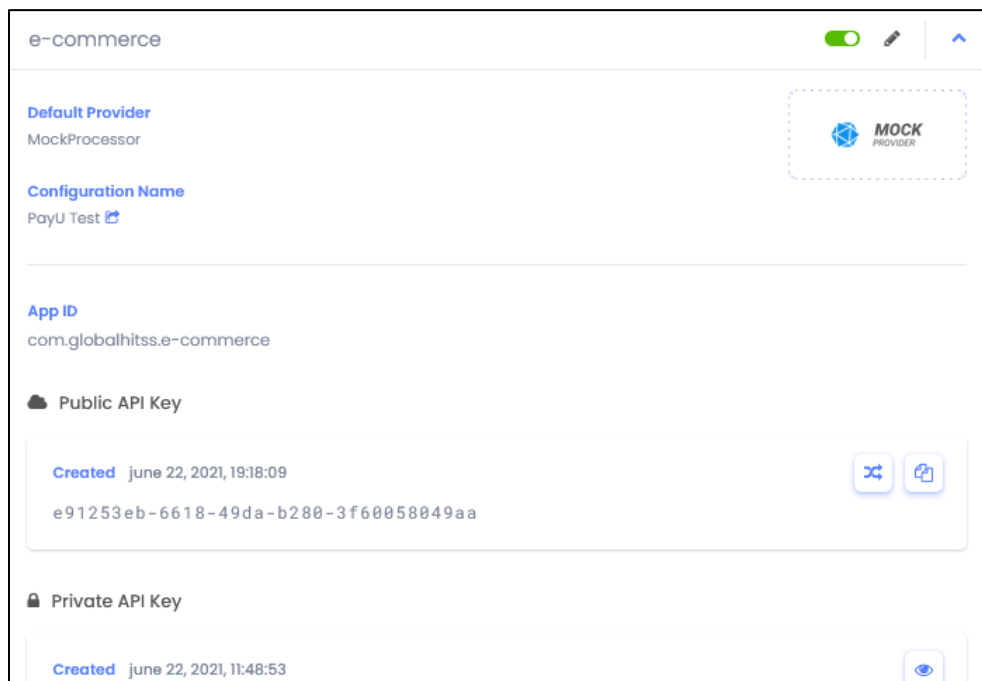 e-commerce
Default Provider
MockProcessor
MOCK
PROVIDER
Configuration Name
PayU Test
App ID
com.globalhitss.e-commerce
Public API Key
Created june 22, 2021, 19:18:09
e91253eb-6618-49da-b280-3f60058049aa
Private API Key
Created june 22, 2021, 11:48:53